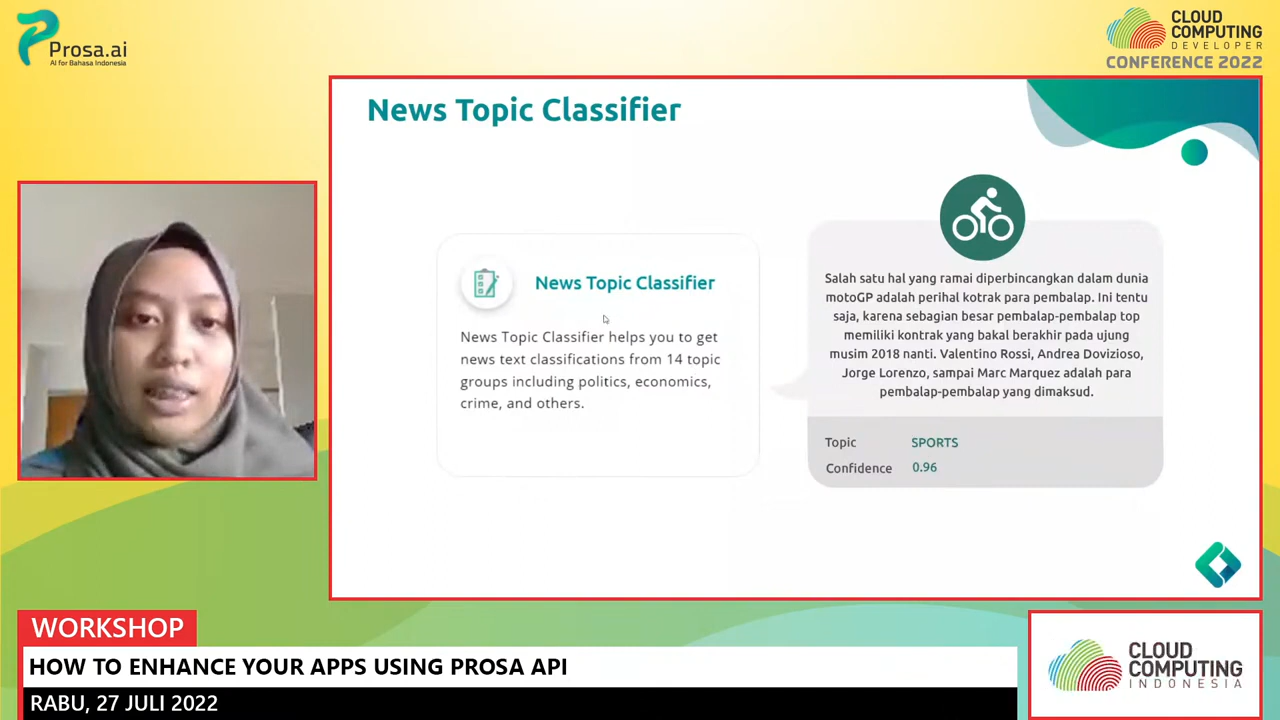 Prosa.ai
AI for Bahasa Indonesia
CLOUD
COMPUTING
DEVELOPER
CONFERENCE 2022
News Topic Classifier
News Topic Classifier
News Topic Classifier helps you to get
news text classifications from 14 topic
groups including politics, economics,
crime, and others.
Salah satu hal yang ramai diperbincangkan dalam dunia
motoGP adalah perihal kotrak para pembalap. Ini tentu
saja, karena sebagian besar pembalap-pembalap top
memiliki kontrak yang bakal berakhir pada ujung
musim 2018 nanti. Valentino Rossi, Andrea Dovizioso,
Jorge Lorenzo, sampai Marc Marquez adalah para
pembalap-pembalap yang dimaksud.
Topic SPORTS
Confidence 0.96
WORKSHOP
HOW TO ENHANCE YOUR APPS USING PROSA API
RABU, 27 JULI 2022
CLOUD
COMPUTING
INDONESIA